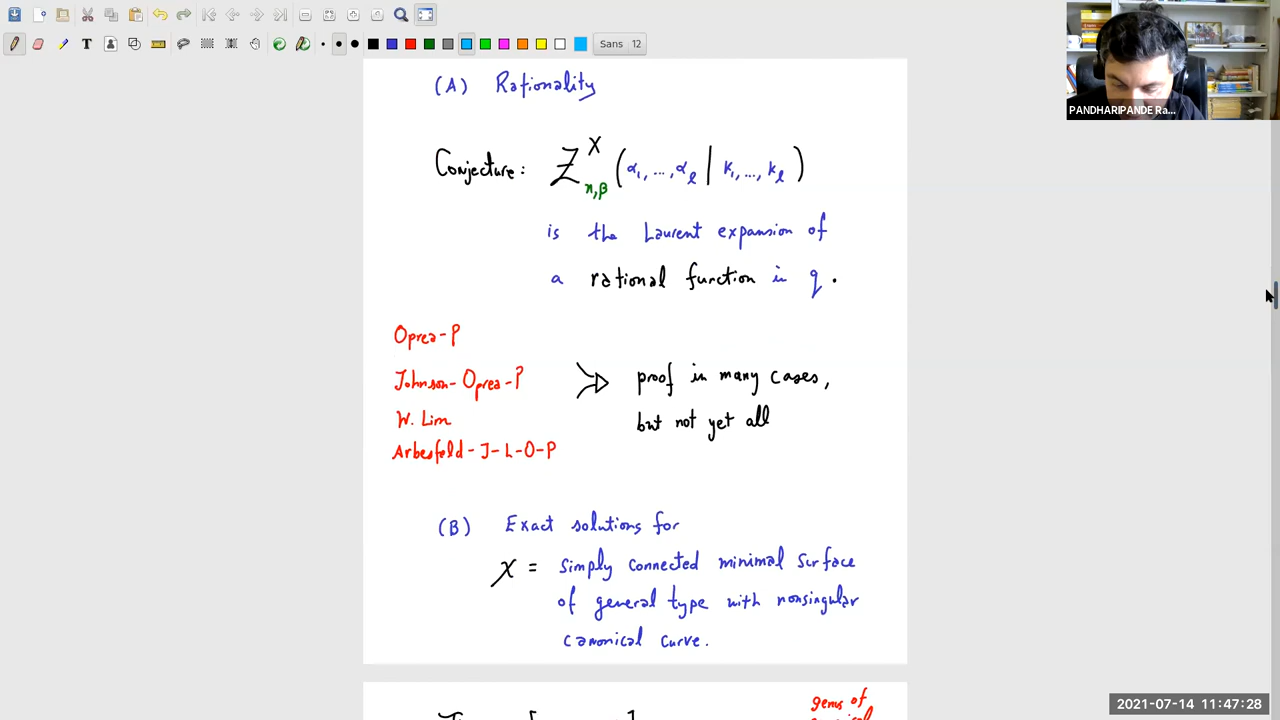 Sans 12
(A) Rationality
Conjecture: Z^X_{n,β} (α₁, ..., α_ℓ | k₁, ..., k_ℓ)
is the Laurent expansion of
a rational function in q.
Oprea-P
Johnson-Oprea-P
W. Lim
Arbesfeld-J-L-O-P
proof in many cases,
but not yet all
(B) Exact solutions for
X = simply connected minimal surface
of general type with nonsingular
canonical curve.
genus of
PANDHARIPANDE Ra...
2021-07-14 11:47:28